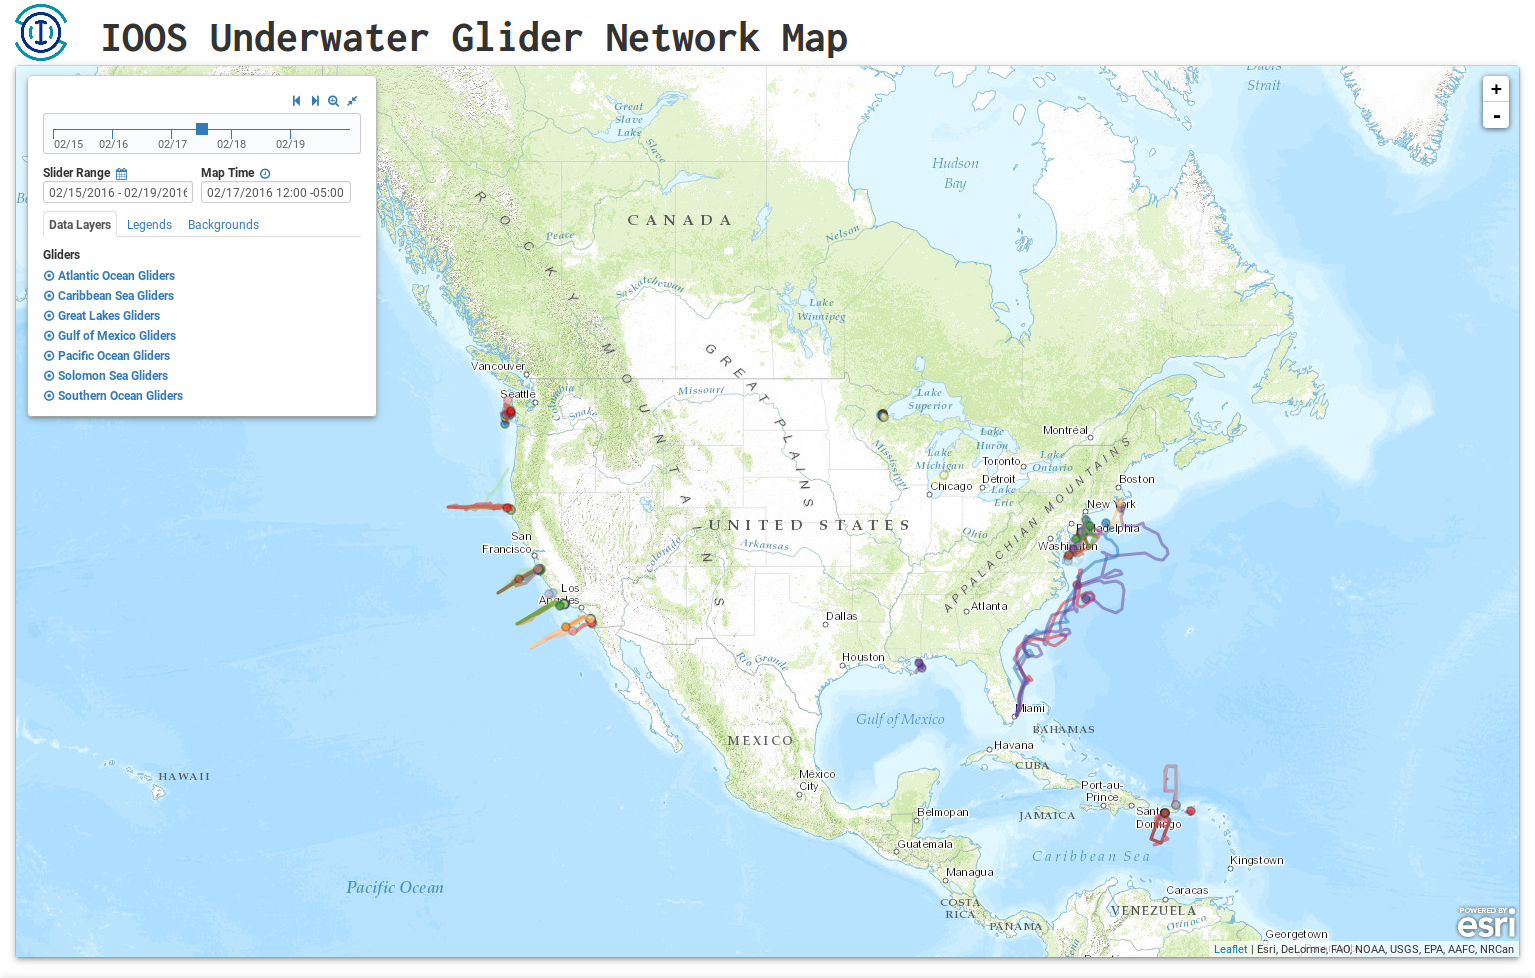 IOOS Underwater Glider Network Map
02/15 02/16 02/17 02/18 02/19
Slider Range Map Time
02/15/2016 - 02/19/2016 02/17/2016 12:00 -05:00
Data Layers Legends Backgrounds
Gliders
Atlantic Ocean Gliders
Caribbean Sea Gliders
Great Lakes Gliders
Gulf of Mexico Gliders
Pacific Ocean Gliders
Solomon Sea Gliders
Southern Ocean Gliders
+
-
Davis
Strait
Great
Slave
Lake
Slave
Hudson
Bay
CANADA
ROCKY MOUNTAINS
Peace
Nelson
Saskatchewan
Lake
Winnipeg
GREAT PLAINS
Vancouver
Seattle
Columbia
Snake
Missouri
Lake
Superior
Mississippi
Lake
Huron
Lake
Michigan
Montréal
Toronto
Lake
Ontario
Detroit
Chicago
Lake
Erie
Boston
New York
Philadelphia
Washington
APPALACHIAN MOUNTAINS
UNITED STATES
Ohio
Arkansas
Colorado
San
Francisco
Los
Angeles
Dallas
Atlanta
Houston
Rio Grande
Miami
Gulf of Mexico
BAHAMAS
MEXICO
Havana
CUBA
HAWAII
México
City
Port-au-
Prince
Santo
Domingo
JAMAICA
Belmopan
Guatemala
Caribbean Sea
Kingstown
Managua
Pacific Ocean
Caracas
COSTA
RICA
VENEZUELA
PANAMA
Orinoco
Georgetown
POWERED BY
esri
Leaflet | Esri, DeLorme, FAO, NOAA, USGS, EPA, AAFC, NRCan